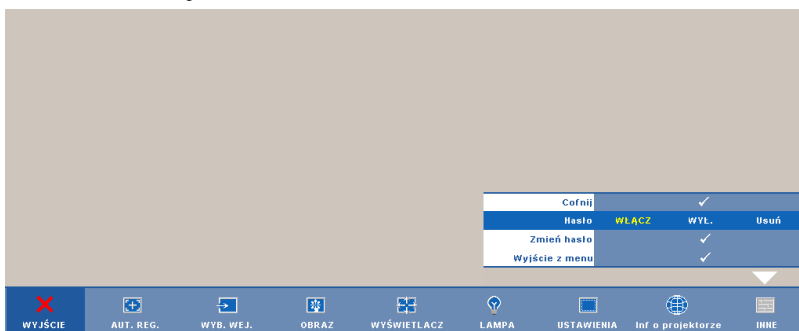 Cofnij
Hasło WŁĄCZ WYŁ. Usuń
Zmień hasło
Wyjście z menu
WYJŚCIE AUT. REG. WYB. WEJ. OBRAZ WYŚWIETLACZ LAMPA USTAWIENIA Inf o projektorze INNE